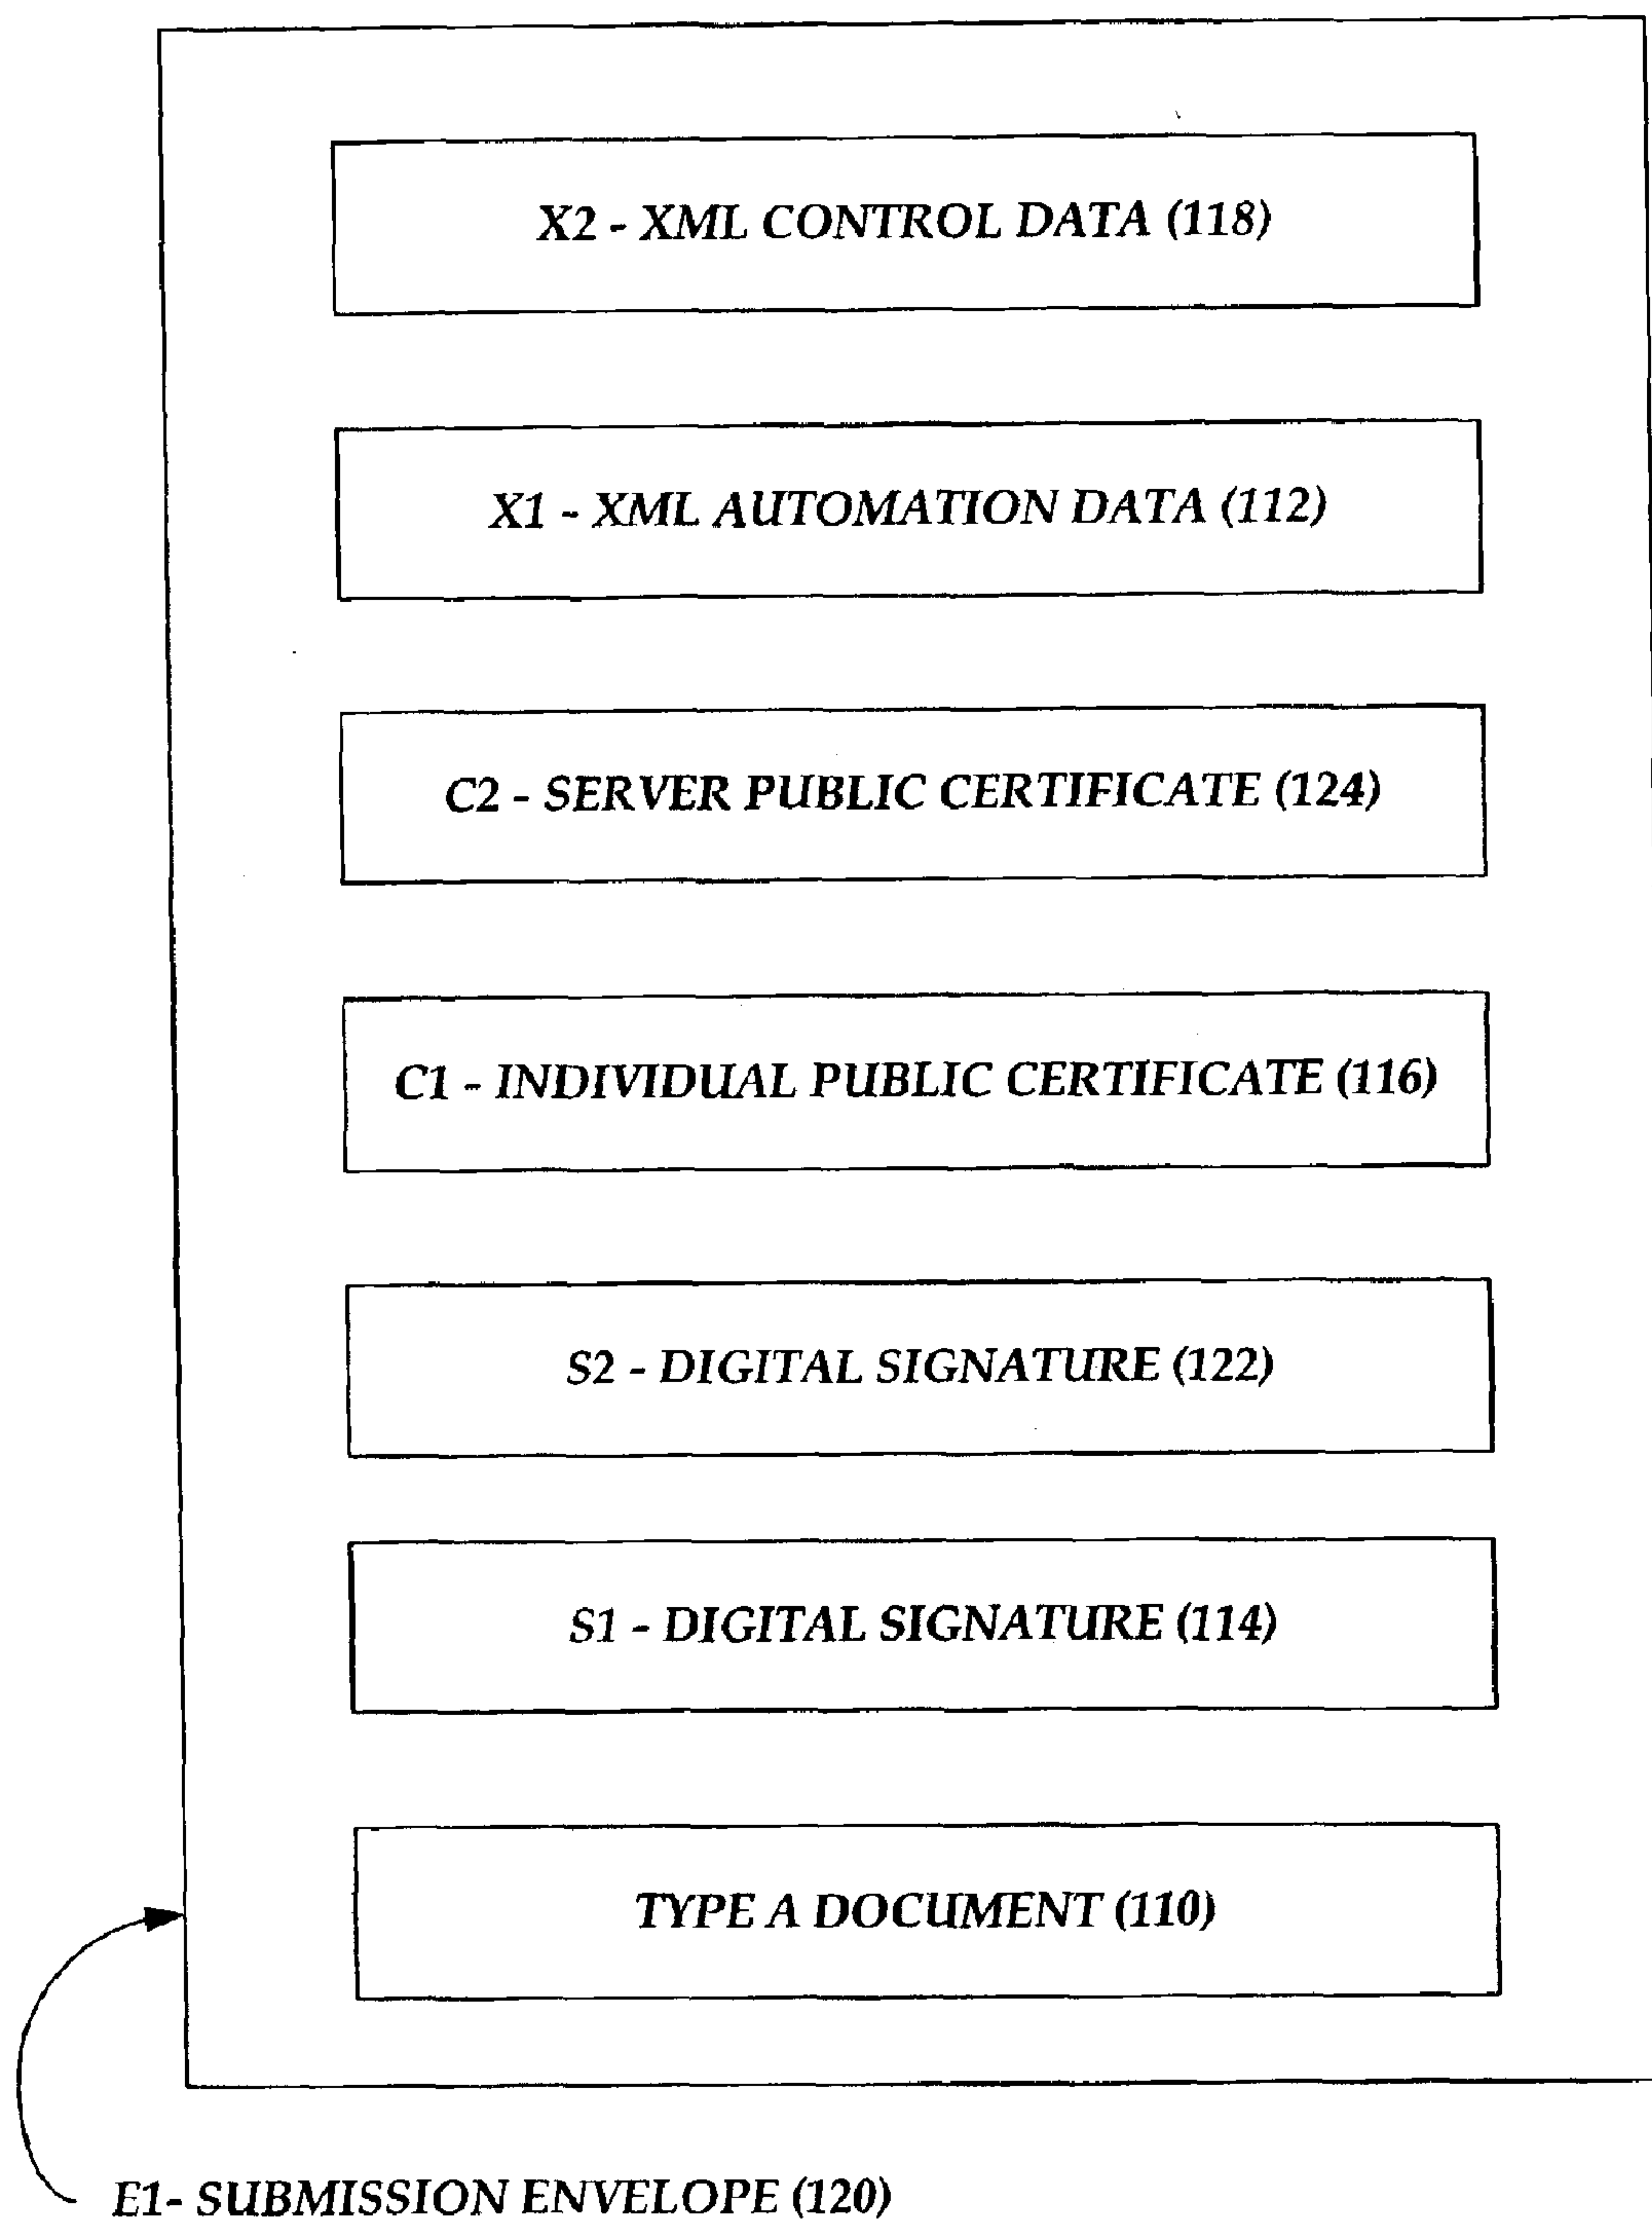 X2 - XML CONTROL DATA (118)
X1 - XML AUTOMATION DATA (112)
C2 - SERVER PUBLIC CERTIFICATE (124)
C1 - INDIVIDUAL PUBLIC CERTIFICATE (116)
S2 - DIGITAL SIGNATURE (122)
S1 - DIGITAL SIGNATURE (114)
TYPE A DOCUMENT (110)
E1- SUBMISSION ENVELOPE (120)